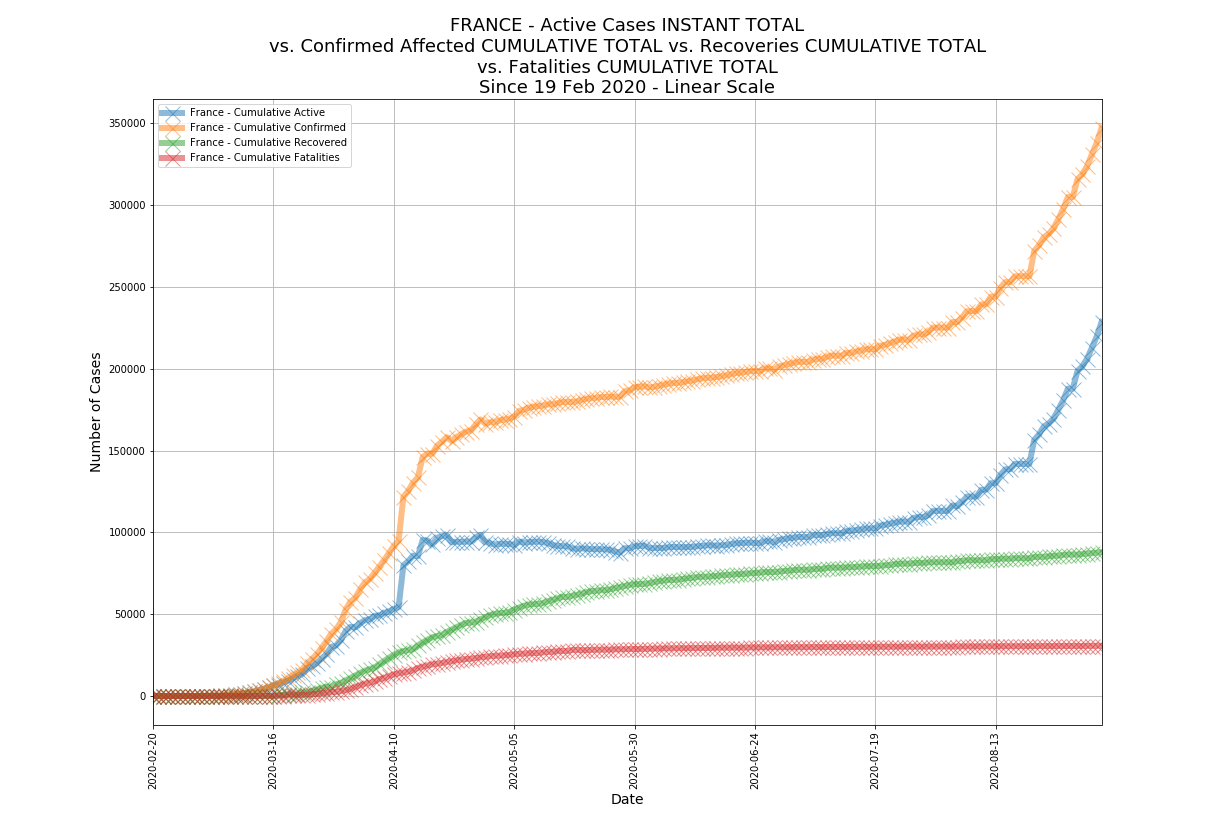 FRANCE - Active Cases INSTANT TOTAL
vs. Confirmed Affected CUMULATIVE TOTAL vs. Recoveries CUMULATIVE TOTAL
vs. Fatalities CUMULATIVE TOTAL
Since 19 Feb 2020 - Linear Scale
France - Cumulative Active
France - Cumulative Confirmed
France - Cumulative Recovered
France - Cumulative Fatalities
Number of Cases
350000
300000
250000
200000
150000
100000
50000
0
2020-02-20
2020-03-16
2020-04-10
2020-05-05
2020-05-30
2020-06-24
2020-07-19
2020-08-13
Date